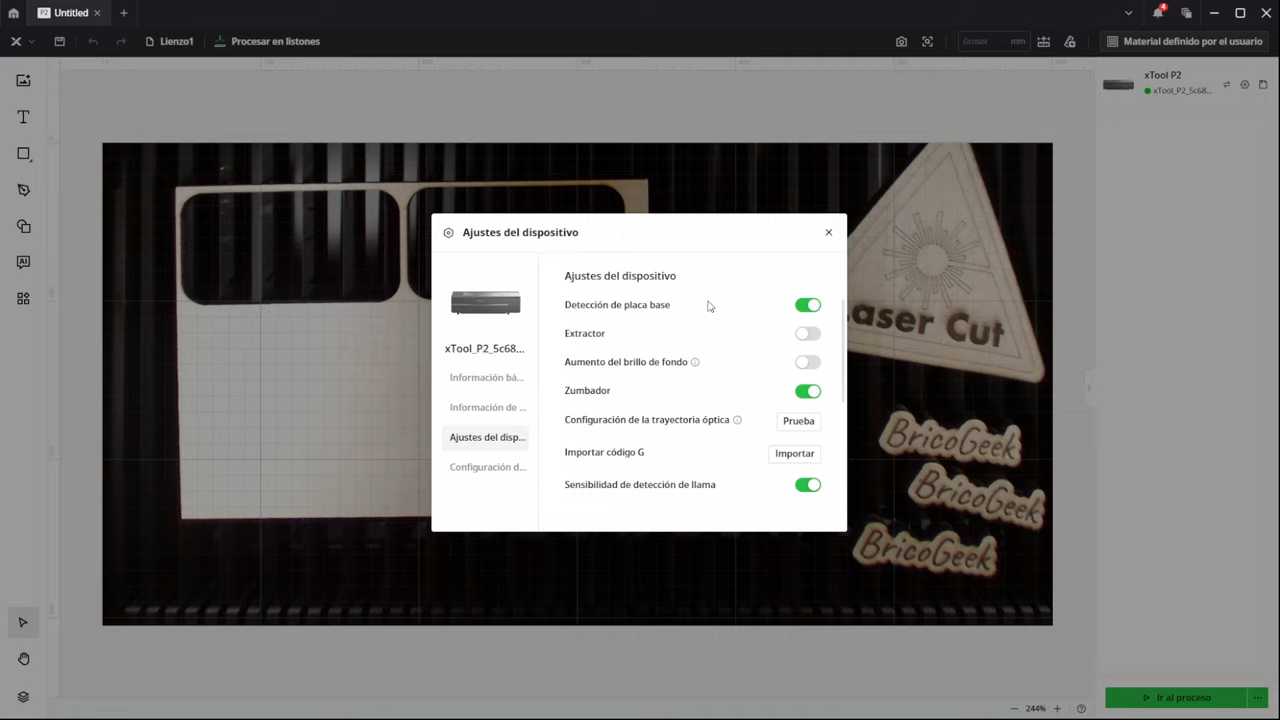 P2 Untitled
4
Lienzo1
Procesar en listones
Grosor mm
Material definido por el usuario
xTool P2
xTool_P2_5c68...
Ajustes del dispositivo
xTool_P2_5c68...
Información bá...
Información de ...
Ajustes del disp...
Configuración d...
Ajustes del dispositivo
Detección de placa base
Extractor
Aumento del brillo de fondo
Zumbador
Configuración de la trayectoria óptica
Prueba
Importar código G
Importar
Sensibilidad de detección de llama
aser Cut
BricoGeek
BricoGeek
BricoGeek
AI
Ir al proceso
244%